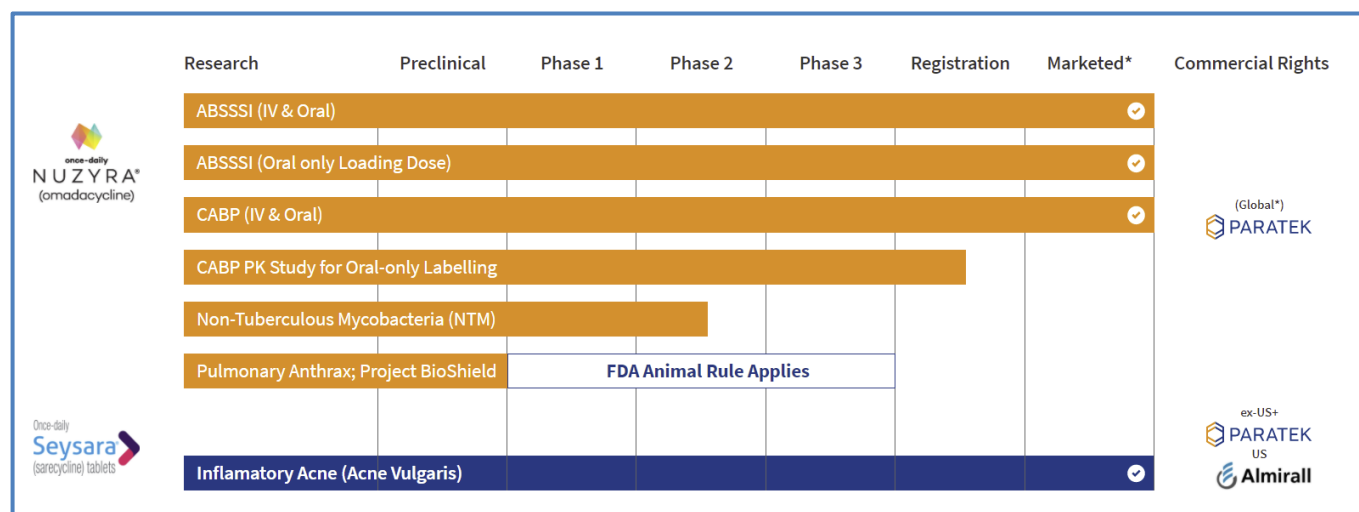 Research Preclinical Phase 1 Phase 2 Phase 3 Registration Marketed* Commercial Rights
once-daily
NUZYRA®
(omadacycline)
ABSSSI (IV & Oral)
ABSSSI (Oral only Loading Dose)
CABP (IV & Oral)
CABP PK Study for Oral-only Labelling
Non-Tuberculous Mycobacteria (NTM)
Pulmonary Anthrax; Project BioShield FDA Animal Rule Applies
(Global*)
PARATEK
Once-daily
Seysara®
(sarecycline) tablets
Inflamatory Acne (Acne Vulgaris)
ex-US+
PARATEK
US
Almirall